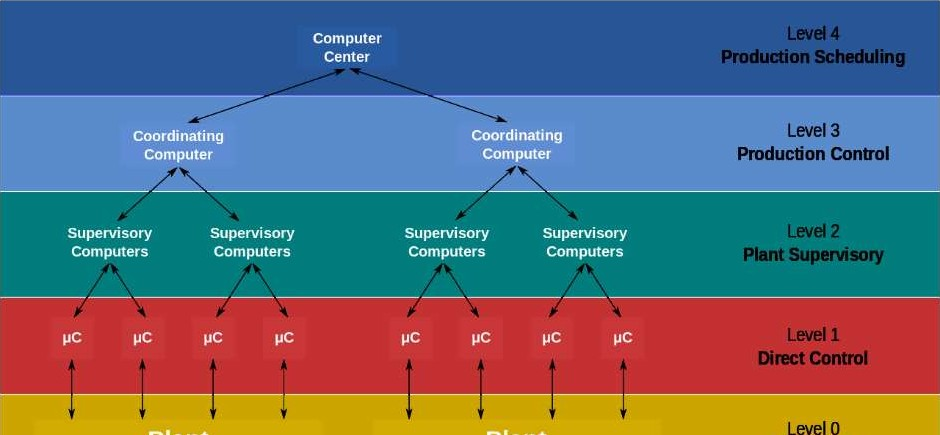 Computer
Center
Level 4
Production Scheduling
Coordinating
Computer
Coordinating
Computer
Level 3
Production Control
Supervisory
Computers
Supervisory
Computers
Supervisory
Computers
Supervisory
Computers
Level 2
Plant Supervisory
µC
µC
µC
µC
µC
µC
µC
µC
Level 1
Direct Control
Plant
Plant
Level 0